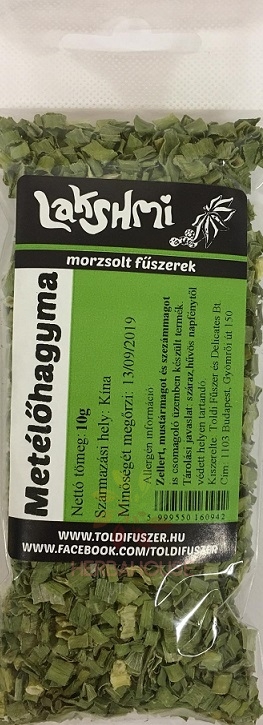 Lakshmi
morzsolt fűszerek
Metélőhagyma
Nettó tömeg: 10g
Származási hely: Kína
Minőségét megőrzi: 13/09/2019
Allergén információ
Zellert, mustármagot és szezámmagot
is csomagoló üzemben készült termék
Tárolási javaslat: száraz,hűvös napfénytől
védett helyen tartandó
Kiszerelte: Toldi Fűszer és Delicates Bt.
Cím: 1103 Budapest, Gyömrői út 150
5 999550 160942
WWW.TOLDIFUSZER.HU
WWW.FACEBOOK.COM/TOLDIFUSZER